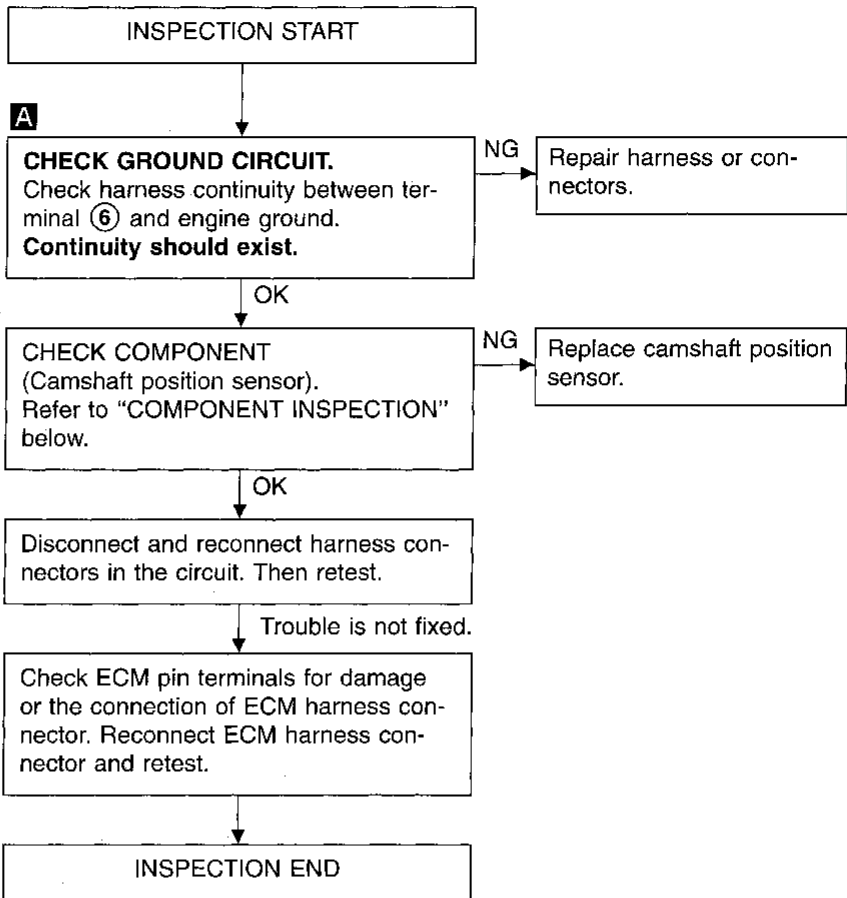 INSPECTION START
A
CHECK GROUND CIRCUIT.
Check harness continuity between ter-
minal ⑥ and engine ground.
Continuity should exist.
NG
Repair harness or con-
nectors.
OK
CHECK COMPONENT
(Camshaft position sensor).
Refer to “COMPONENT INSPECTION”
below.
NG
Replace camshaft position
sensor.
OK
Disconnect and reconnect harness con-
nectors in the circuit. Then retest.
Trouble is not fixed.
Check ECM pin terminals for damage
or the connection of ECM harness con-
nector. Reconnect ECM harness con-
nector and retest.
INSPECTION END